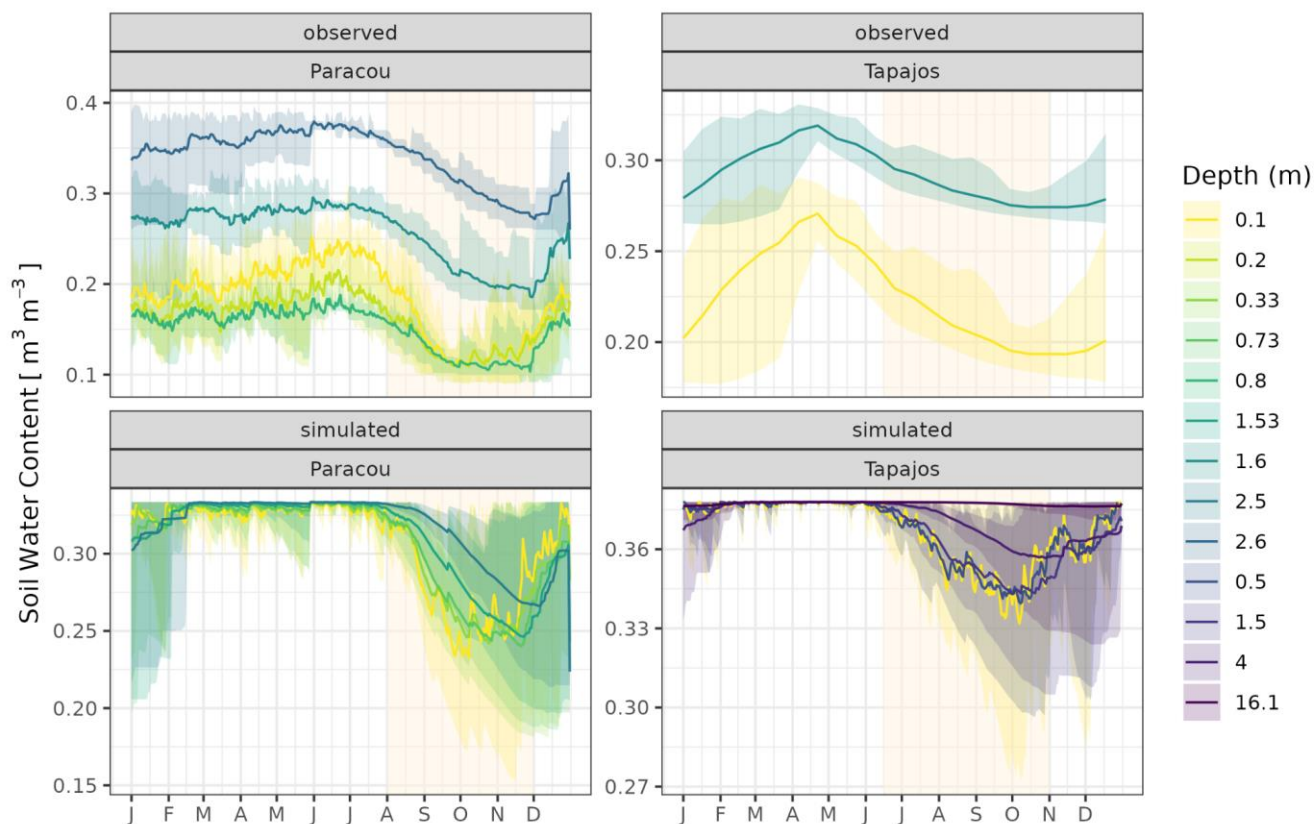 observed
observed
Paracou
Tapajos
0.4
0.3
0.2
0.1
0.30
0.25
0.20
simulated
simulated
Paracou
Tapajos
0.30
0.25
0.20
0.15
0.36
0.33
0.30
0.27
J F M A M J J A S O N D
J F M A M J J A S O N D
Soil Water Content [ m³ m⁻³ ]
Depth (m)
0.1
0.2
0.33
0.73
0.8
1.53
1.6
2.5
2.6
0.5
1.5
4
16.1